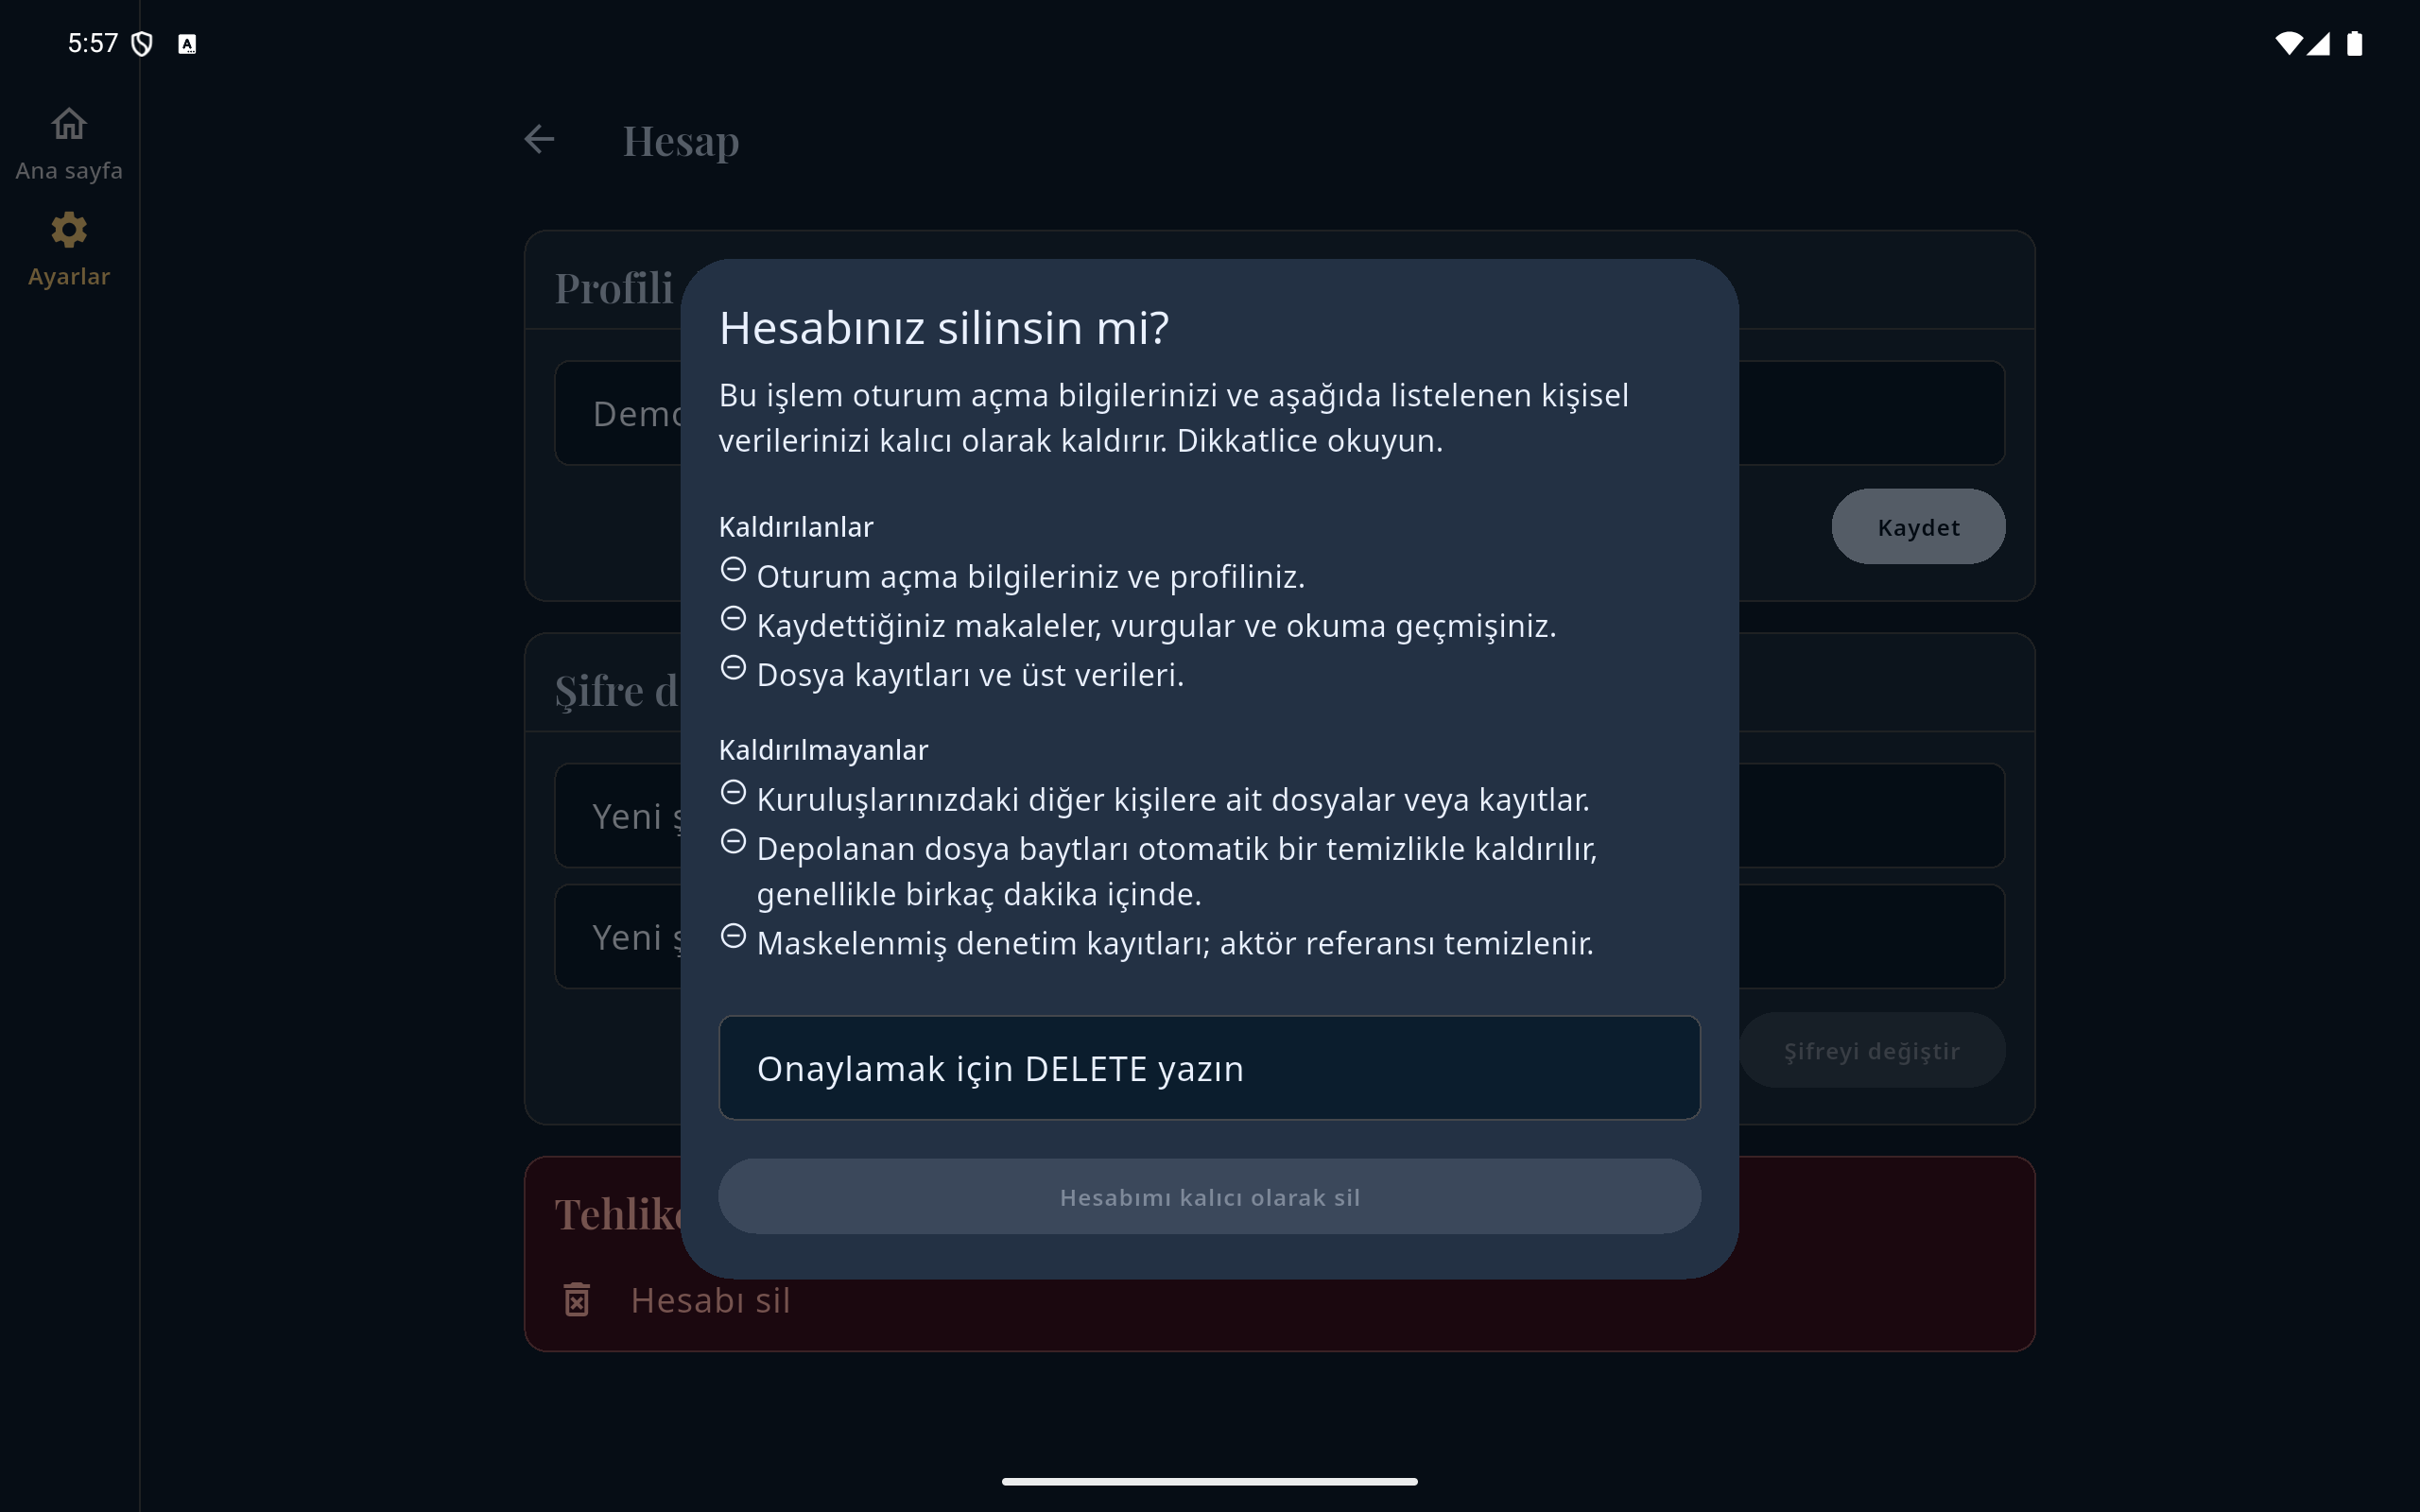 5:57
Ana sayfa
Ayarlar
Hesap
Profili
Kaydet
Şifre d
Yeni ş
Yeni ş
Şifreyi değiştir
Hesabı sil
Hesabınız silinsin mi?
Bu işlem oturum açma bilgilerinizi ve aşağıda listelenen kişisel
verilerinizi kalıcı olarak kaldırır. Dikkatlice okuyun.
Kaldırılanlar
Oturum açma bilgileriniz ve profiliniz.
Kaydettiğiniz makaleler, vurgular ve okuma geçmişiniz.
Dosya kayıtları ve üst verileri.
Kaldırılmayanlar
Kuruluşlarınızdaki diğer kişilere ait dosyalar veya kayıtlar.
Depolanan dosya baytları otomatik bir temizlikle kaldırılır,
genellikle birkaç dakika içinde.
Maskelenmiş denetim kayıtları; aktör referansı temizlenir.
Onaylamak için DELETE yazın
Hesabımı kalıcı olarak sil